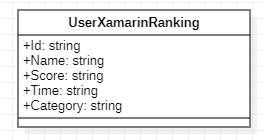 UserXamarinRanking
+Id: string
+Name: string
+Score: string
+Time: string
+Category: string